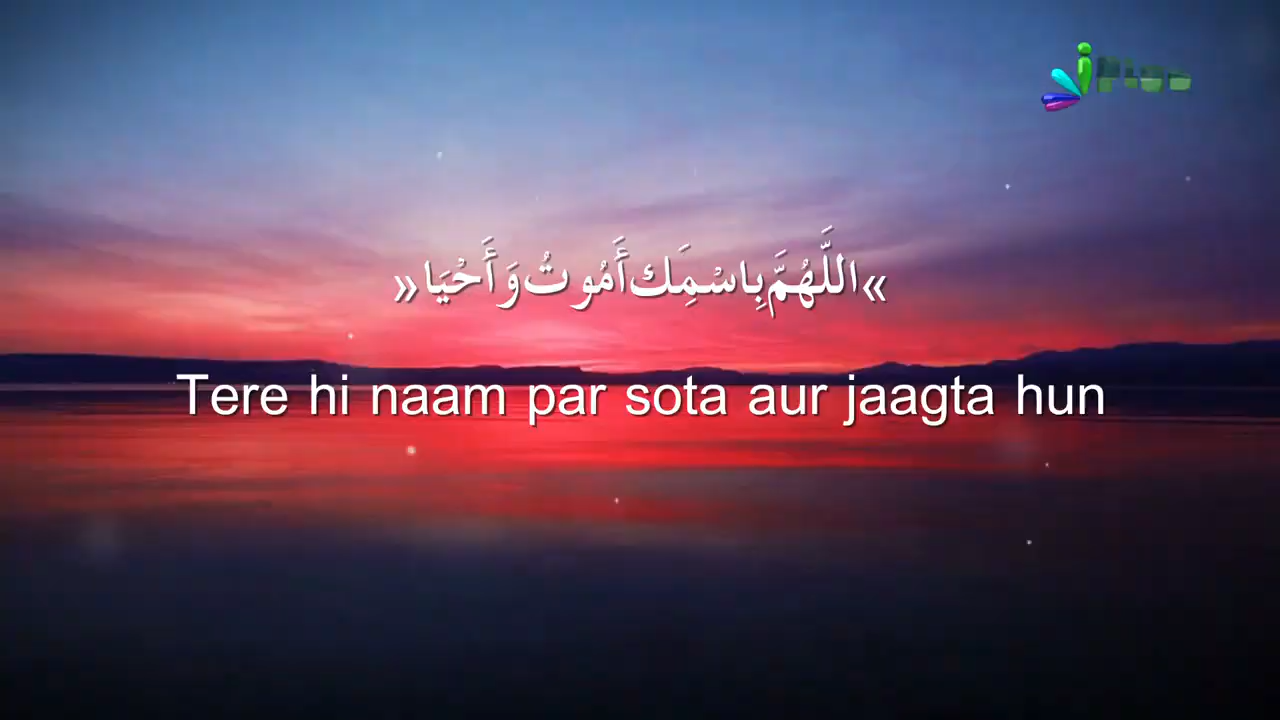 »اللَّهُمَّ بِاسْمِكَ أَمُوتُ وَأَحْيَا«
Tere hi naam par sota aur jaagta hun